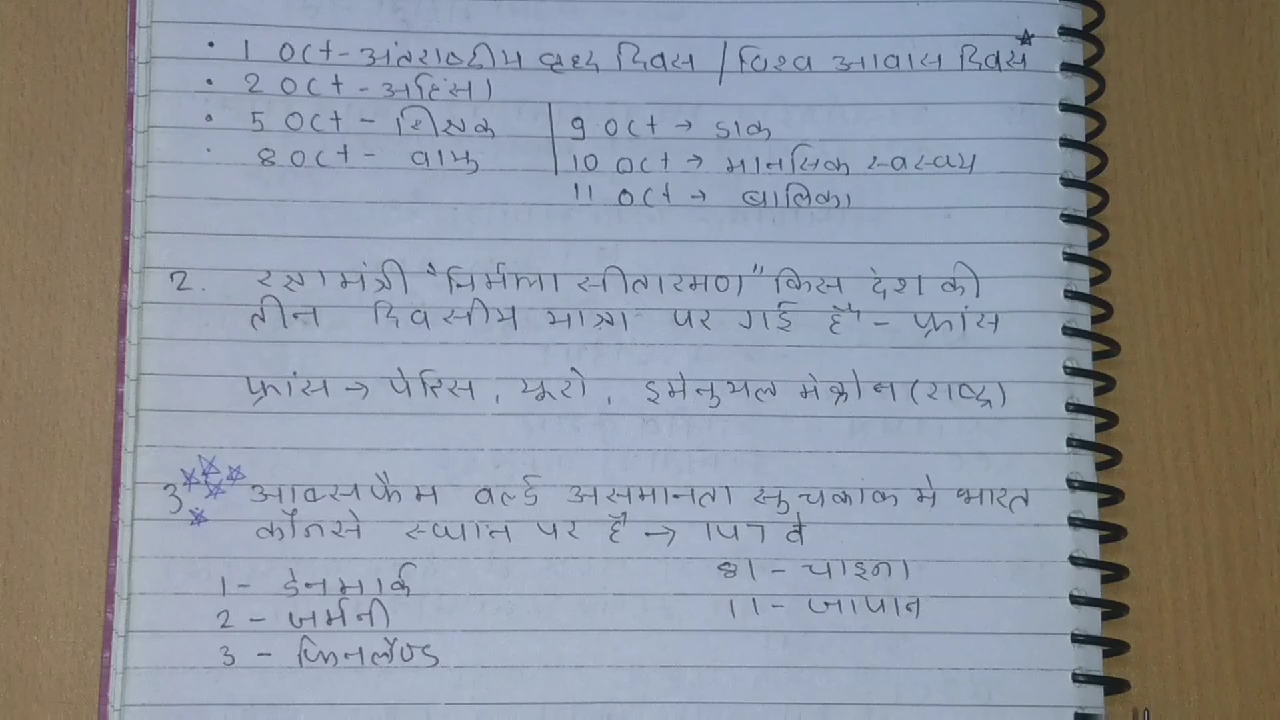 • 1 Oct - अंतराष्ट्रीय वृध्द दिवस / विश्व आवास दिवस
• 2 Oct - अहिंसा
• 5 Oct - शिक्षक | 9 Oct → डाक
8 Oct - वायु | 10 Oct → मानसिक स्वास्थ्य
11 Oct → बालिका
2. रक्षामंत्री "निर्मला सीतारमण" किस देश की
तीन दिवसीय यात्रा पर गई है - फ्रांस
फ्रांस → पेरिस, यूरो, इमेनुयल मेक्रोन (राष्ट्र)
3 आक्सफैम वर्ल्ड असमानता सूचकांक मे भारत
कौनसे स्थान पर है → 147 वे
1 - डेनमार्क 81 - चाइना
2 - जर्मनी 11 - जापान
3 - फिनलैण्ड